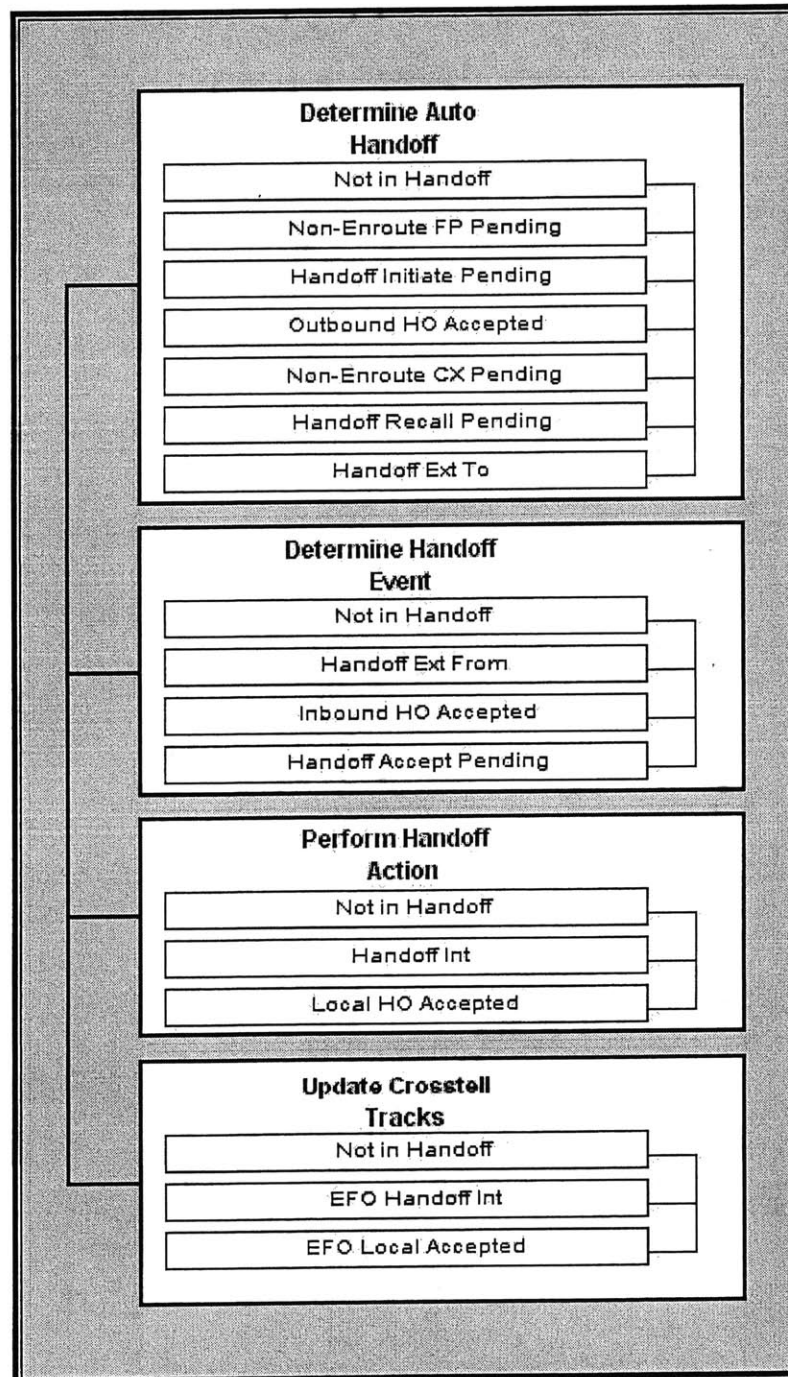 Determine Auto
Handoff
Not in Handoff
Non-Enroute FP Pending
Handoff Initiate Pending
Outbound HO Accepted
Non-Enroute CX Pending
Handoff Recall Pending
Handoff Ext To
Determine Handoff
Event
Not in Handoff
Handoff Ext From
Inbound HO Accepted
Handoff Accept Pending
Perform Handoff
Action
Not in Handoff
Handoff Int
Local HO Accepted
Update Crosstell
Tracks
Not in Handoff
EFO Handoff Int
EFO Local Accepted